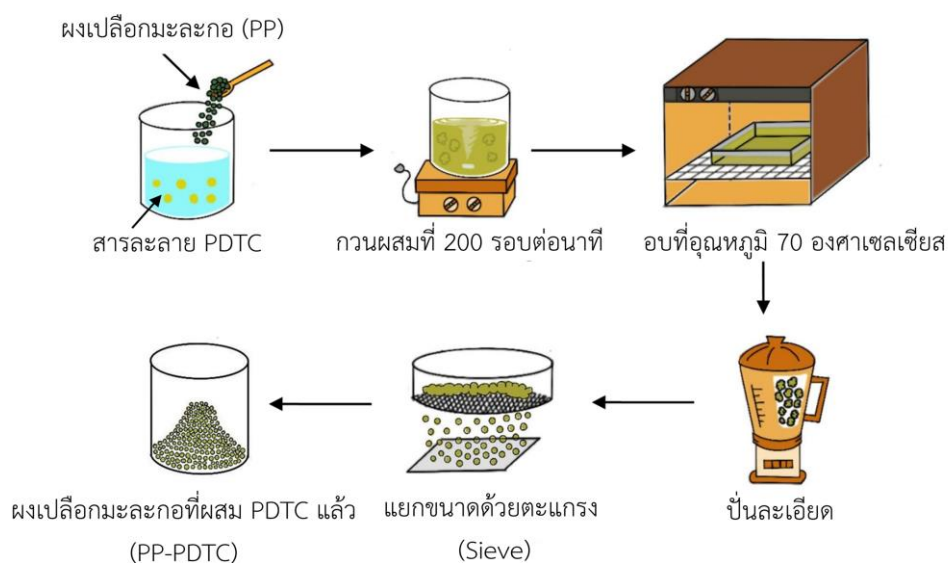 ผงเปลือกมะละกอ (PP)
สารละลาย PDTC
กวนผสมที่ 200 รอบต่อนาที
อบที่อุณหภูมิ 70 องศาเซลเซียส
ปั่นละเอียด
แยกขนาดด้วยตะแกรง
(Sieve)
ผงเปลือกมะละกอที่ผสม PDTC แล้ว
(PP-PDTC)